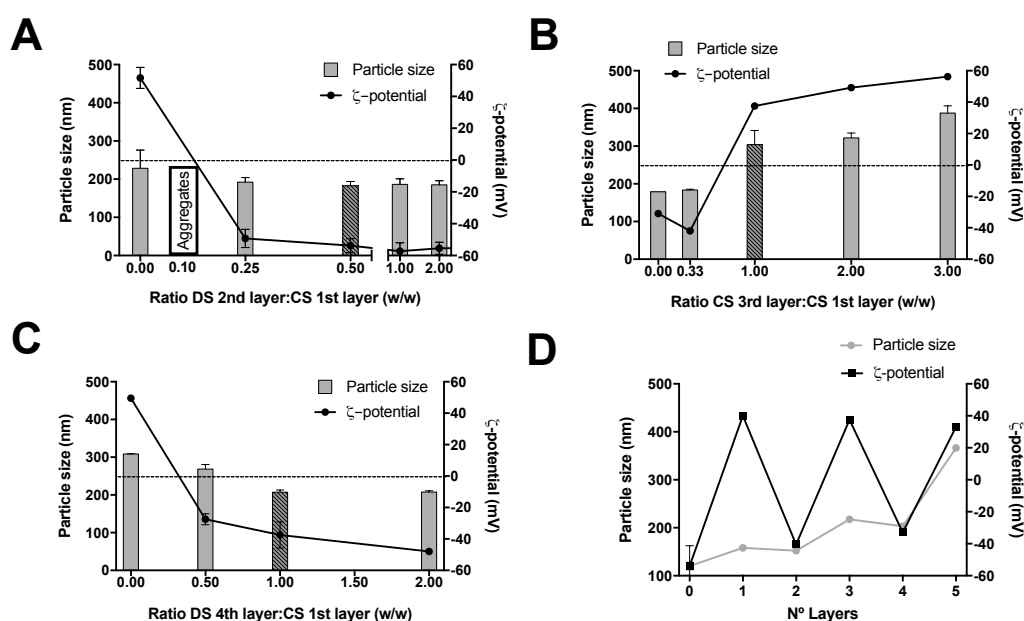 A
Particle size
ζ–potential
Particle size (nm)
500
400
300
200
100
0
60
40
20
0
-20
-40
-60
ζ-potential (mV)
Aggregates
0.00 0.10 0.25 0.50 1.00 2.00
Ratio DS 2nd layer:CS 1st layer (w/w)
B
Particle size
ζ–potential
Particle size (nm)
500
400
300
200
100
0
60
40
20
0
-20
-40
-60
ζ-potential (mV)
0.00 0.33 1.00 2.00 3.00
Ratio CS 3rd layer:CS 1st layer (w/w)
C
Particle size
ζ–potential
Particle size (nm)
500
400
300
200
100
0
60
40
20
0
-20
-40
-60
ζ-potential (mV)
0.00 0.50 1.00 1.50 2.00
Ratio DS 4th layer:CS 1st layer (w/w)
D
Particle size
ζ-potential
Particle size (nm)
500
400
300
200
100
60
40
20
0
-20
-40
-60
ζ-potential (mV)
0 1 2 3 4 5
Nº Layers